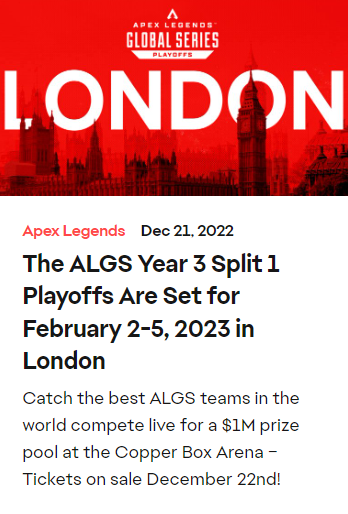 APEX LEGENDS™
GLOBAL SERIES
PLAYOFFS
LONDON
Apex Legends Dec 21, 2022
The ALGS Year 3 Split 1
Playoffs Are Set for
February 2-5, 2023 in
London
Catch the best ALGS teams in the
world compete live for a $1M prize
pool at the Copper Box Arena –
Tickets on sale December 22nd!